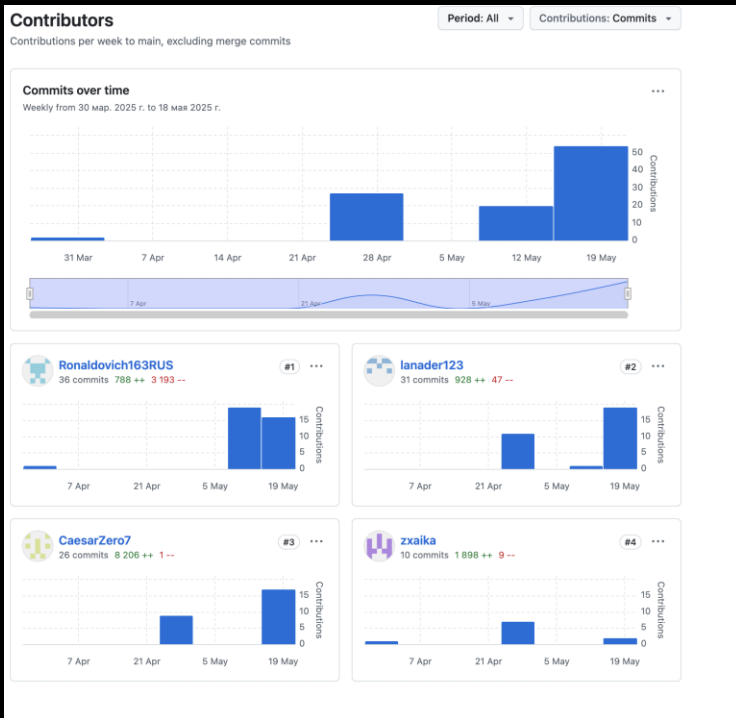 Contributors
Period: All
Contributions: Commits
Contributions per week to main, excluding merge commits
Commits over time
Weekly from 30 мар. 2025 г. to 18 мая 2025 г.
50
40
30
20
10
0
Contributions
31 Mar 7 Apr 14 Apr 21 Apr 28 Apr 5 May 12 May 19 May
7 Apr 21 Apr 5 May
Ronaldovich163RUS #1
36 commits 788 ++ 3 193 --
15
10
5
0
Contributions
7 Apr 21 Apr 5 May 19 May
lanader123 #2
31 commits 928 ++ 47 --
15
10
5
0
Contributions
7 Apr 21 Apr 5 May 19 May
CaesarZero7 #3
26 commits 8 206 ++ 1 --
15
10
5
0
Contributions
7 Apr 21 Apr 5 May 19 May
zxaika #4
10 commits 1 898 ++ 9 --
15
10
5
0
Contributions
7 Apr 21 Apr 5 May 19 May